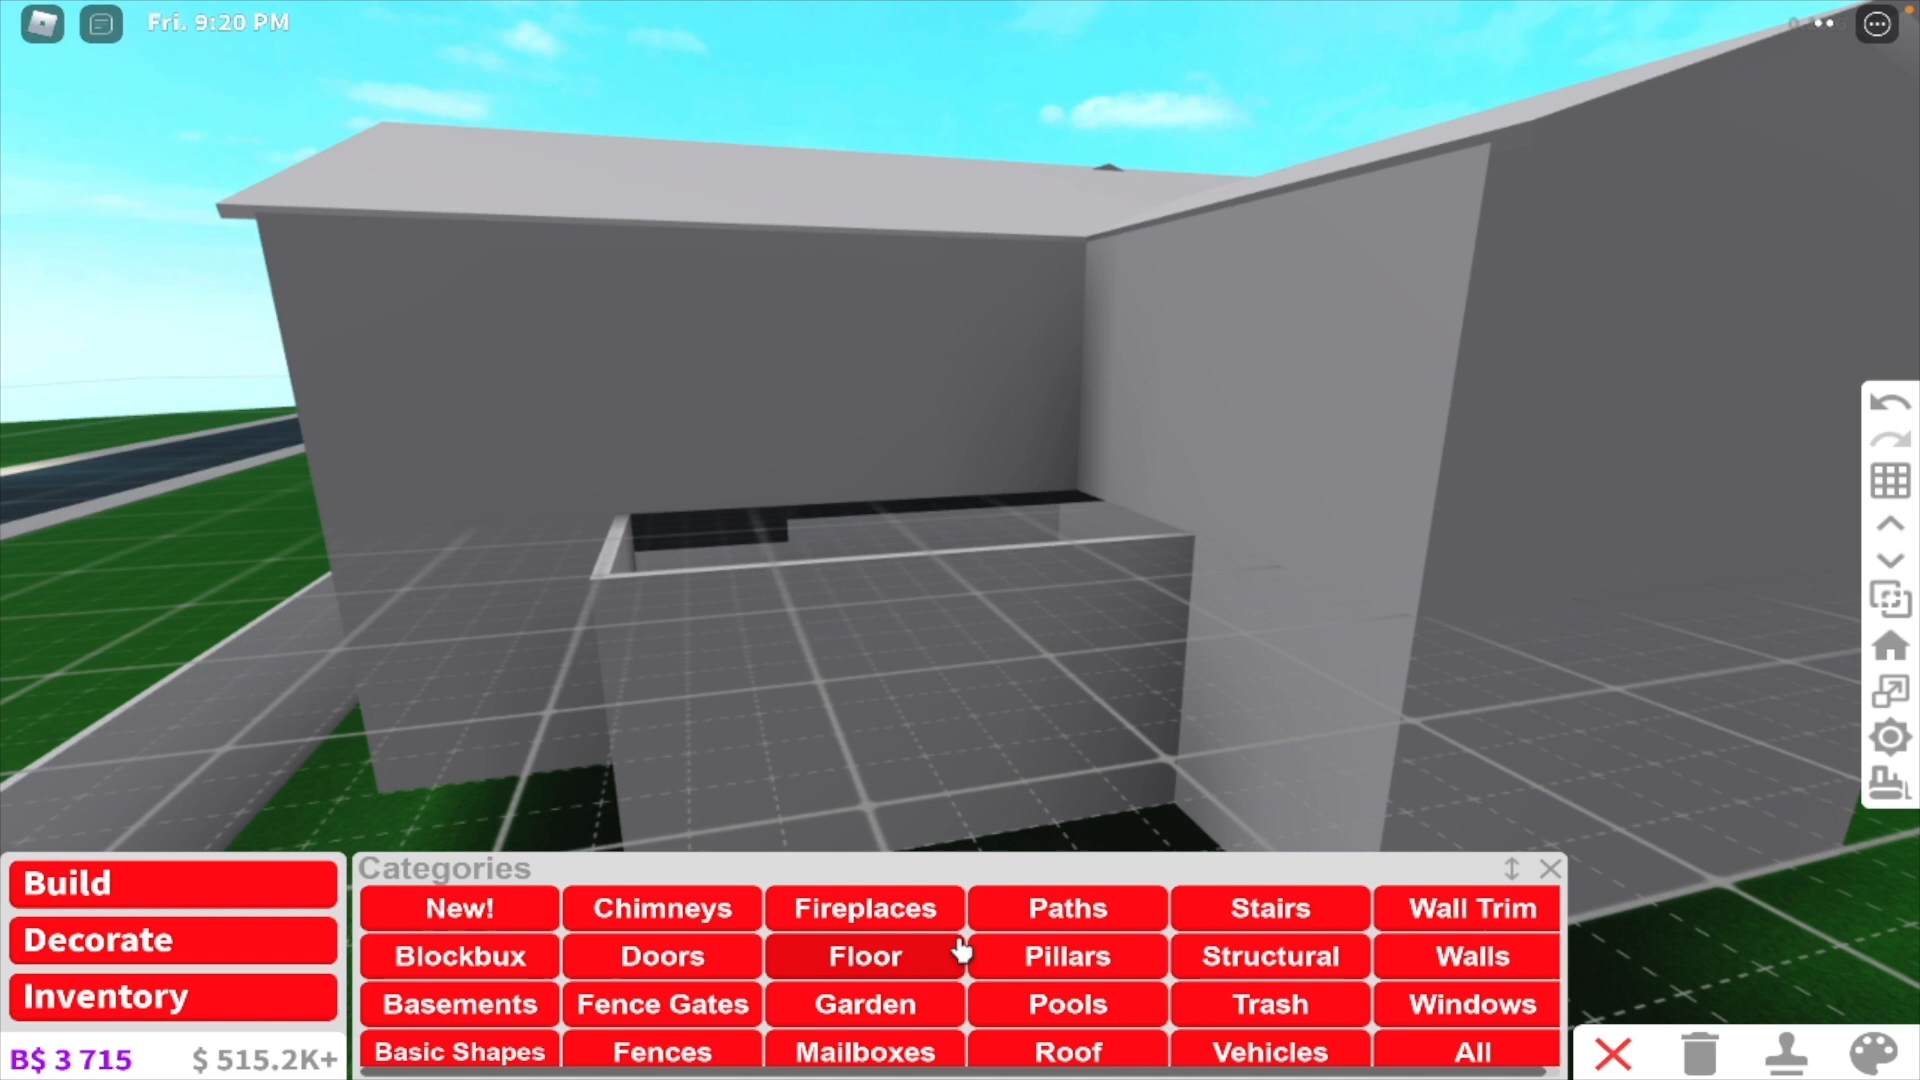 Fri. 9:20 PM
Build
Decorate
Inventory
B$ 3 715 $ 515.2K+
Categories
New! Chimneys Fireplaces Paths Stairs Wall Trim
Blockbux Doors Floor Pillars Structural Walls
Basements Fence Gates Garden Pools Trash Windows
Basic Shapes Fences Mailboxes Roof Vehicles All